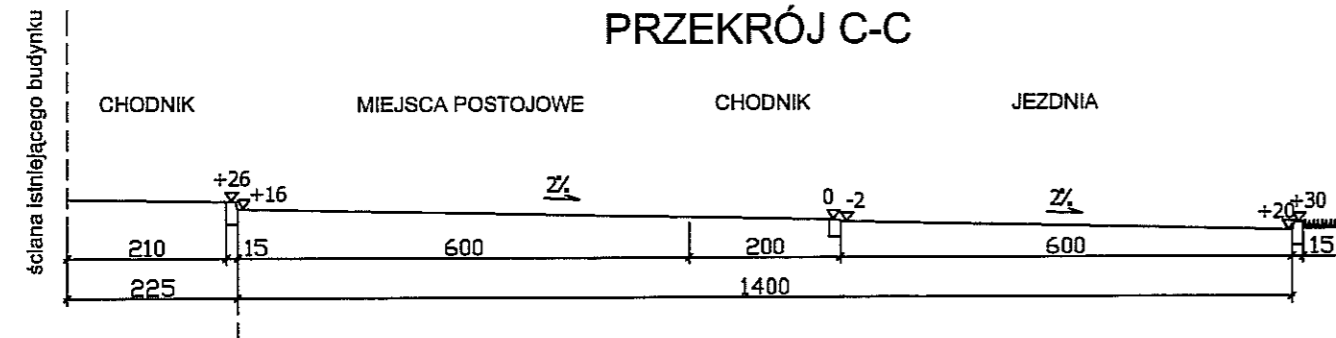 PRZEKRÓJ C-C
ściana istniejącego budynku
CHODNIK MIEJSCA POSTOJOWE CHODNIK JEZDNIA
+26 +16 2% 0 -2 2% +20 +30
210 15 600 200 600 15
225 1400